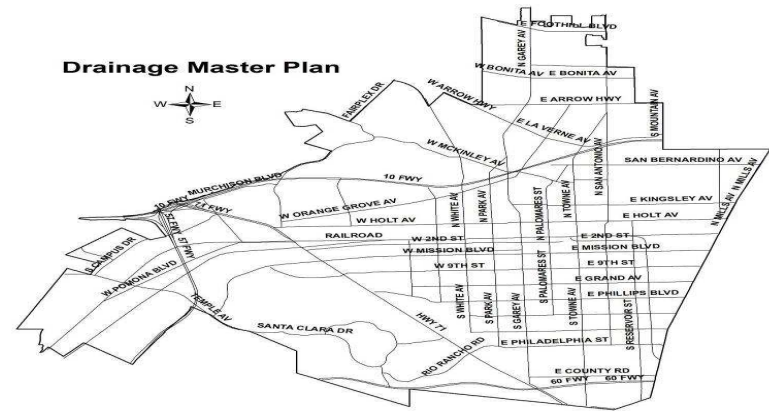 E FOOTHILL BLVD
Drainage Master Plan
N
W E
S
FAIRPLEX DR
N GAREY AV
W BONITA AV
E BONITA AV
W ARROW HWY
E ARROW HWY
S MOUNTAIN AV
E LA VERNE AV
W MCKINLEY AV
SAN BERNARDINO AV
N SAN ANTONIO AV
MURCHISON BLVD
10 FWY
10 FWY
71 FWY
N MILLS AV
N MILLS AV
E KINGSLEY AV
W ORANGE GROVE AV
N WHITE AV
N PARK AV
N PALOMARES ST
N TOWNE AV
W HOLT AV
E HOLT AV
57 FWY
RAILROAD
W 2ND ST
E 2ND ST
S CAMPUS DR
W MISSION BLVD
E MISSION BLVD
W POMONA BLVD
W 9TH ST
E 9TH ST
E GRAND AV
E PHILLIPS BLVD
TEMPLE AV
S WHITE AV
S PARK AV
S GAREY AV
S PALOMARES ST
S TOWNE AV
S RESERVOIR ST
HWY 71
SANTA CLARA DR
E PHILADELPHIA ST
RIO RANCHO RD
E COUNTY RD
60 FWY
60 FWY